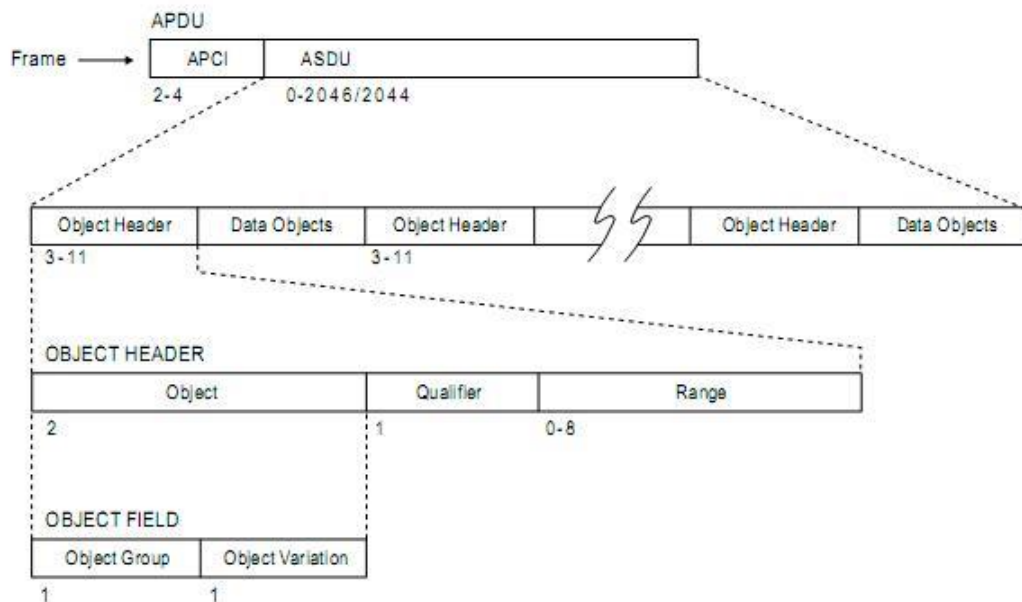 APDU
Frame
APCI
ASDU
2-4
0-2046/2044
Object Header
Data Objects
Object Header
Object Header
Data Objects
3-11
3-11
OBJECT HEADER
Object
Qualifier
Range
2
1
0-8
OBJECT FIELD
Object Group
Object Variation
1
1